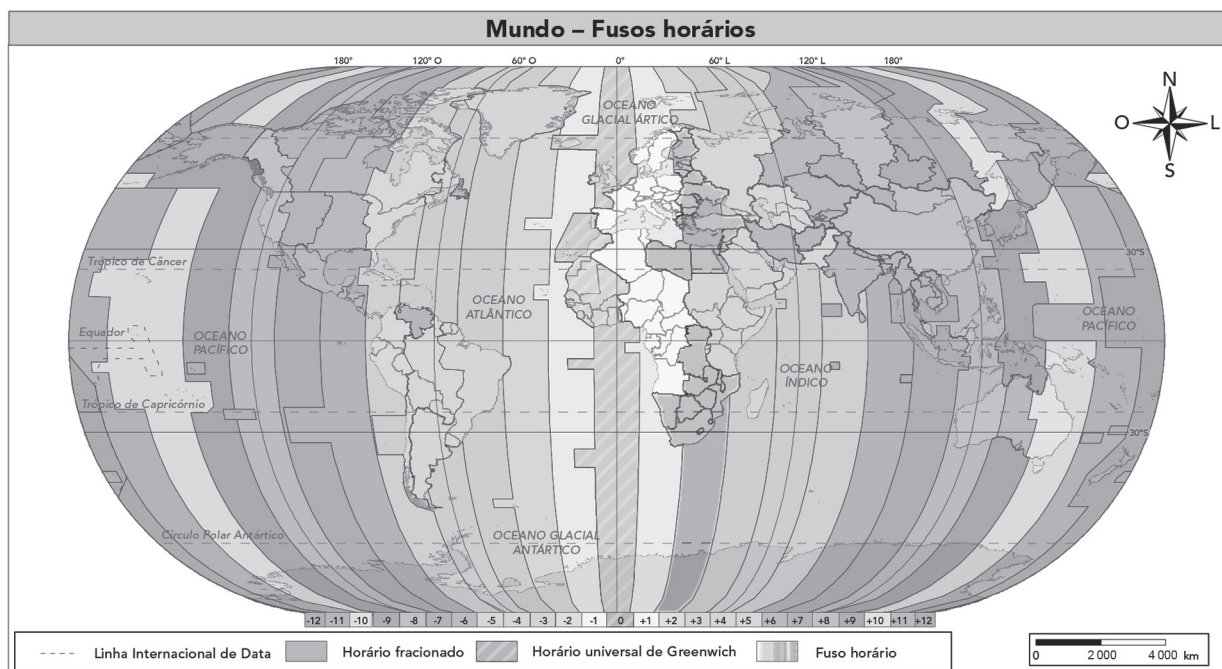 Mundo – Fusos horários
180° 120° O 60° O 0° 60° L 120° L 180°
N
O L
S
OCEANO
GLACIAL ÁRTICO
Trópico de Câncer
30°S
OCEANO
ATLÂNTICO
Equador
OCEANO
PACÍFICO
OCEANO
PACÍFICO
OCEANO
ÍNDICO
Trópico de Capricórnio
30°S
Círculo Polar Antártico
OCEANO GLACIAL
ANTÁRTICO
-12 -11 -10 -9 -8 -7 -6 -5 -4 -3 -2 -1 0 +1 +2 +3 +4 +5 +6 +7 +8 +9 +10 +11 +12
Linha Internacional de Data Horário fracionado Horário universal de Greenwich Fuso horário
0 2 000 4 000 km